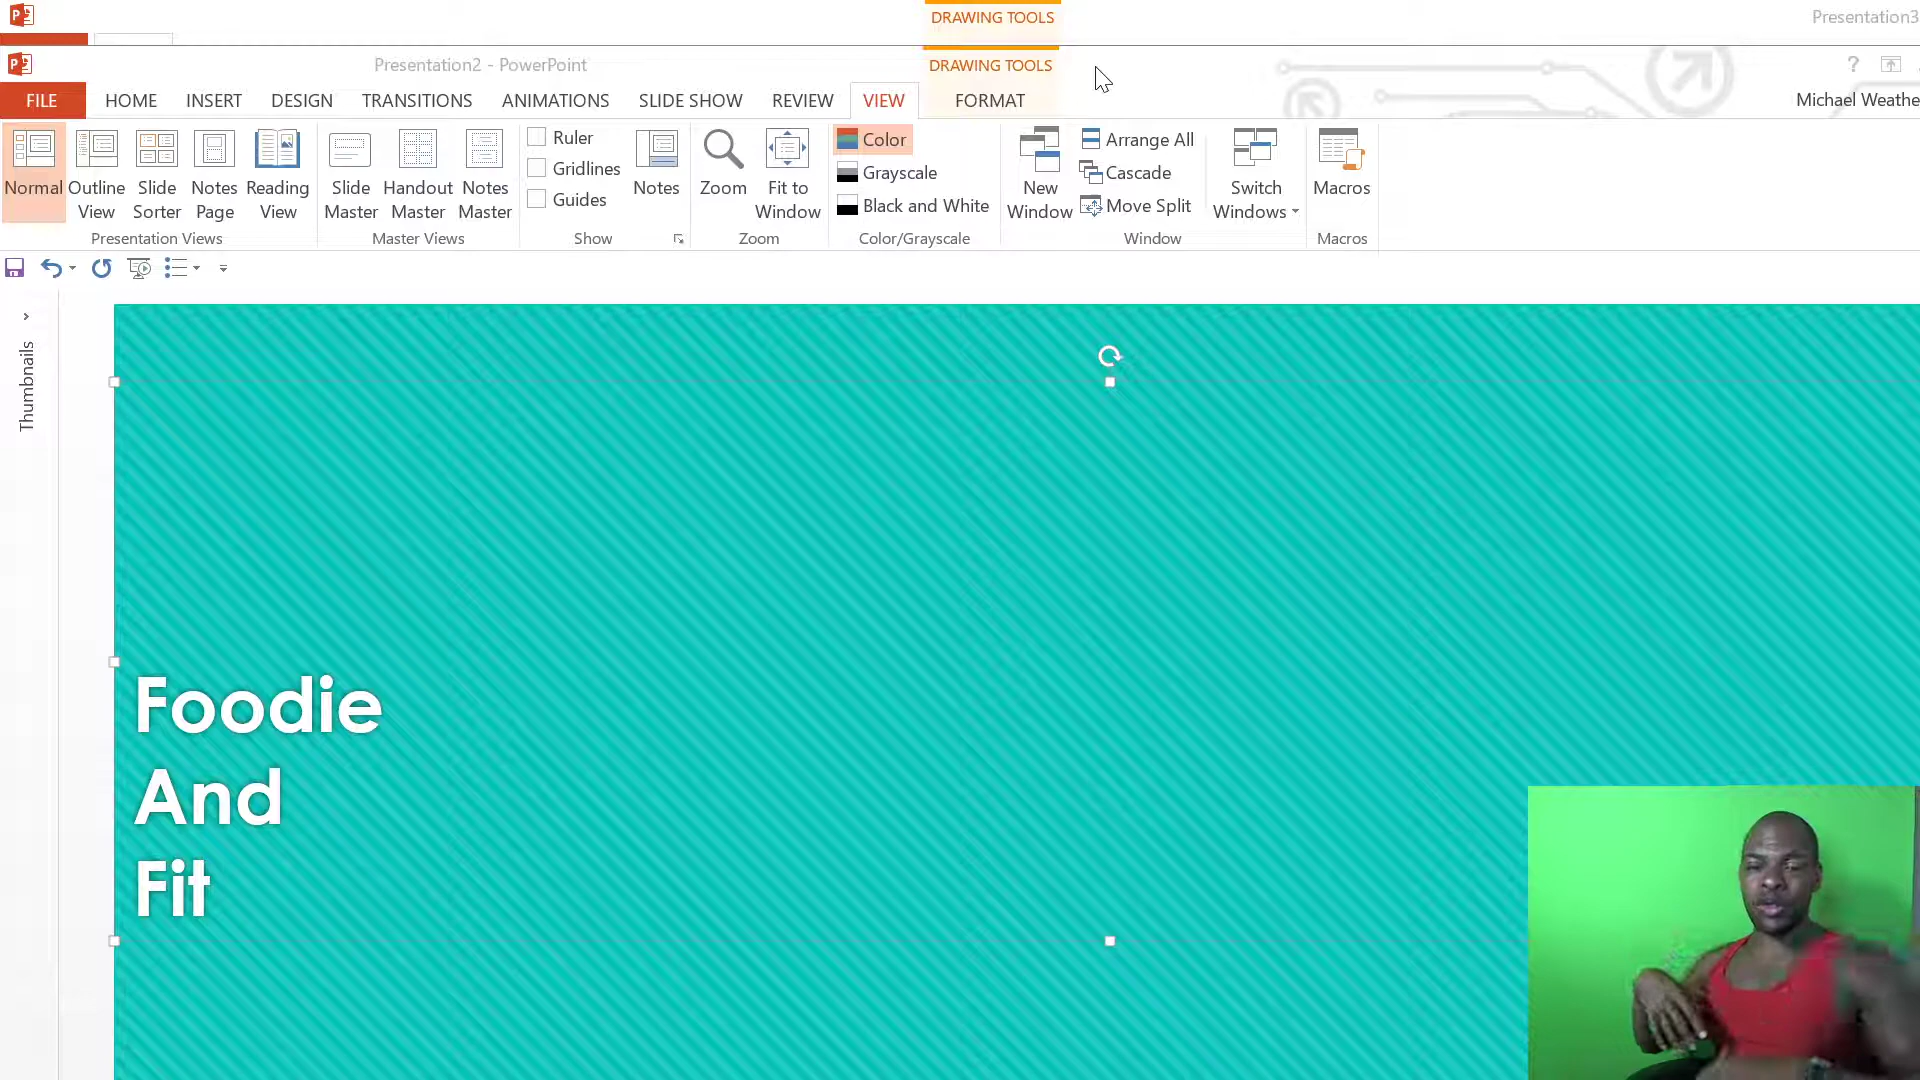 DRAWING TOOLS
Presentation3
Presentation2 - PowerPoint
DRAWING TOOLS
?
FILE HOME INSERT DESIGN TRANSITIONS ANIMATIONS SLIDE SHOW REVIEW VIEW FORMAT
Michael Weathe
Normal
Outline View
Slide Sorter
Notes Page
Reading View
Presentation Views
Slide Master
Handout Master
Notes Master
Master Views
Ruler
Gridlines
Guides
Notes
Show
Zoom
Fit to Window
Zoom
Color
Grayscale
Black and White
Color/Grayscale
New Window
Arrange All
Cascade
Move Split
Switch Windows
Window
Macros
Macros
Thumbnails
Foodie
And
Fit